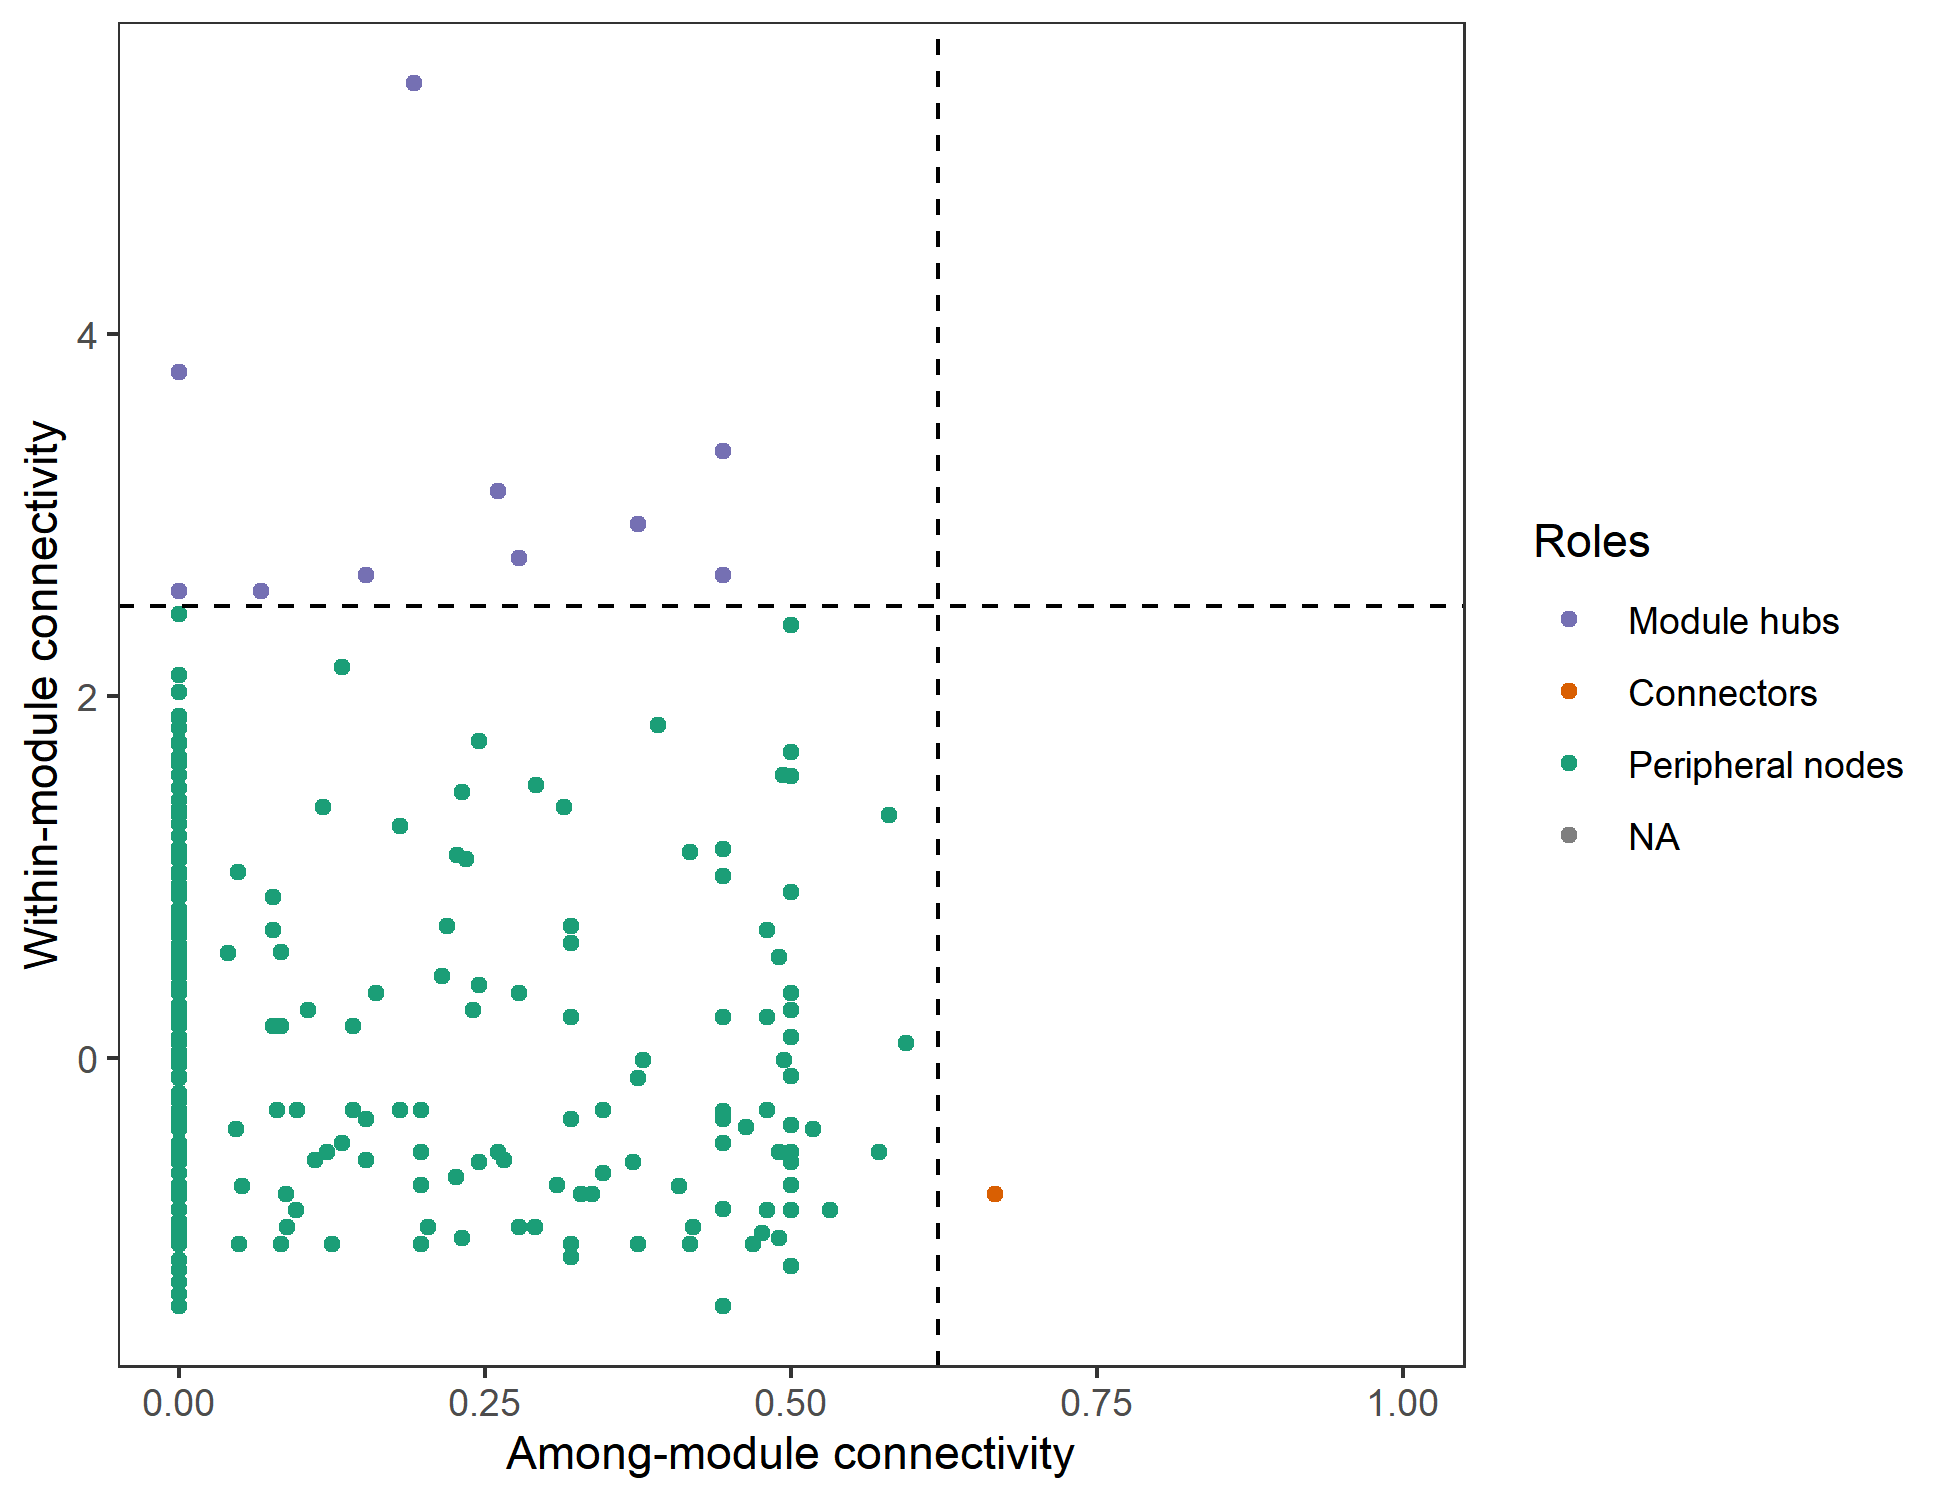 Within-module connectivity
4
2
0
0.00 0.25 0.50 0.75 1.00
Among-module connectivity
Roles
Module hubs
Connectors
Peripheral nodes
NA